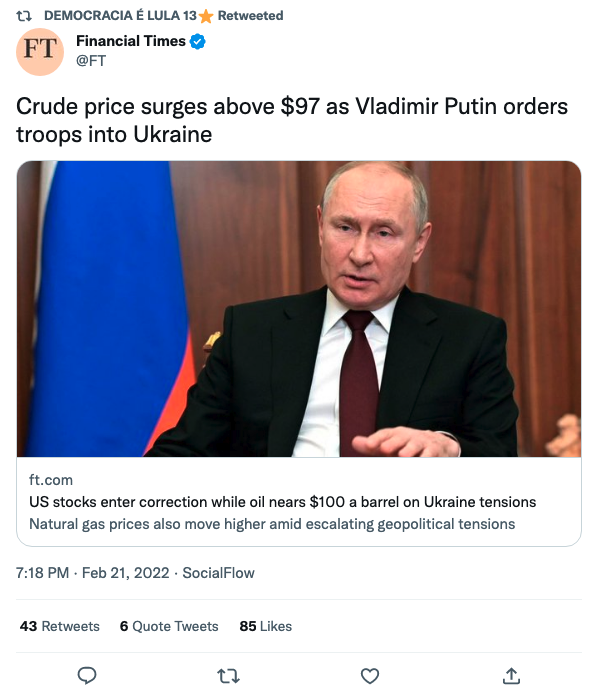 DEMOCRACIA É LULA 13⭐ Retweeted
FT
Financial Times
@FT
Crude price surges above $97 as Vladimir Putin orders
troops into Ukraine
ft.com
US stocks enter correction while oil nears $100 a barrel on Ukraine tensions
Natural gas prices also move higher amid escalating geopolitical tensions
7:18 PM · Feb 21, 2022 · SocialFlow
43 Retweets 6 Quote Tweets 85 Likes